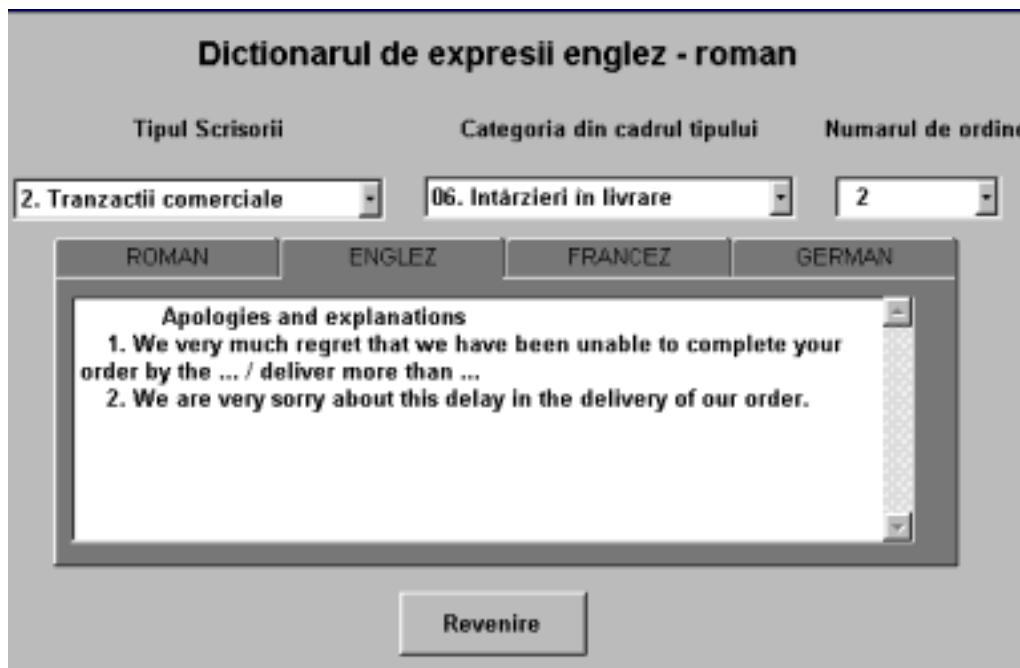 Dictionarul de expresii englez - roman
Tipul Scrisorii Categoria din cadrul tipului Numarul de ordine
2. Tranzactii comerciale 06. Intârzieri în livrare 2
ROMAN ENGLEZ FRANCEZ GERMAN
Apologies and explanations
1. We very much regret that we have been unable to complete your
order by the ... / deliver more than ...
2. We are very sorry about this delay in the delivery of our order.
Revenire